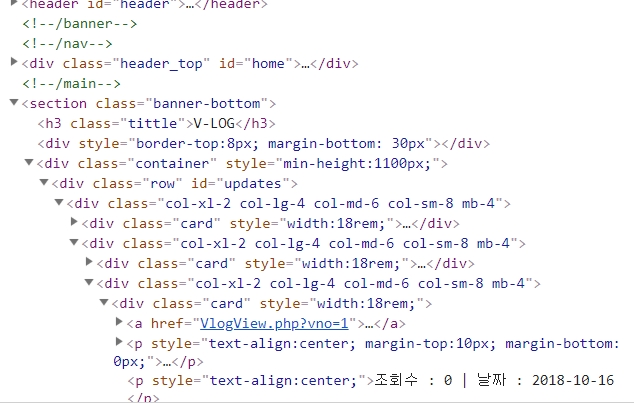 <header id="header">…</header>
<!--/banner-->
<!--/nav-->
<div class="header_top" id="home">…</div>
<!--/main-->
<section class="banner-bottom">
<h3 class="tittle">V-LOG</h3>
<div style="border-top:8px; margin-bottom: 30px"></div>
<div class="container" style="min-height:1100px;">
<div class="row" id="updates">
<div class="col-xl-2 col-lg-4 col-md-6 col-sm-8 mb-4">
<div class="card" style="width:18rem;">…</div>
<div class="col-xl-2 col-lg-4 col-md-6 col-sm-8 mb-4">
<div class="card" style="width:18rem;">…</div>
<div class="col-xl-2 col-lg-4 col-md-6 col-sm-8 mb-4">
<div class="card" style="width:18rem;">
<a href="VlogView.php?vno=1">…</a>
<p style="text-align:center; margin-top:10px; margin-bottom:
0px;">…</p>
<p style="text-align:center;">조회수 : 0 | 날짜 : 2018-10-16
</p>